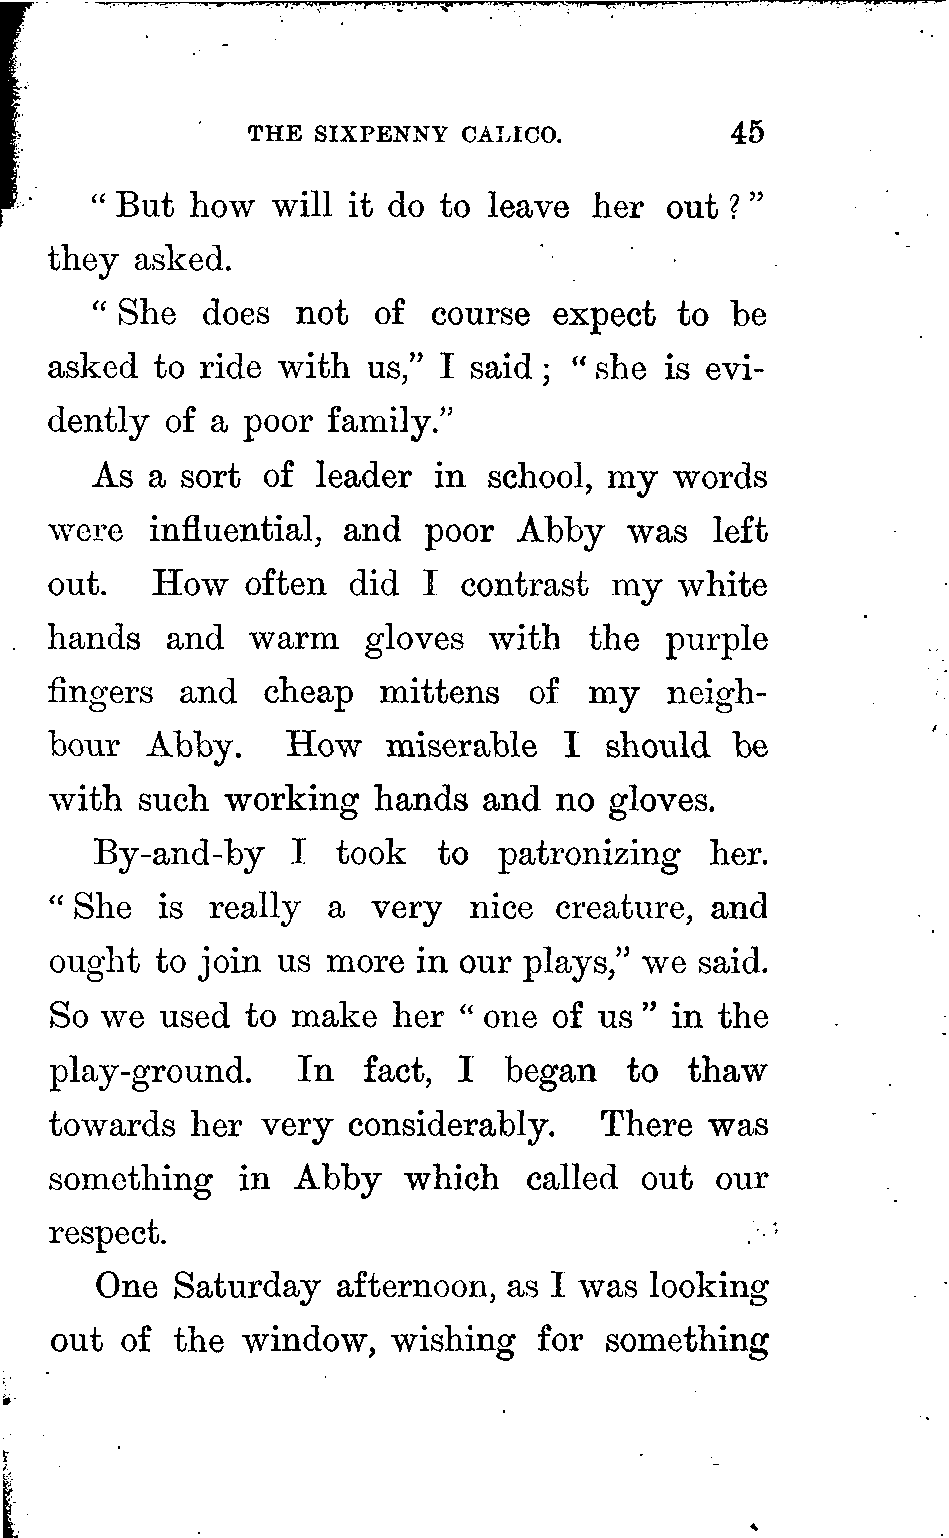 THE SIXPENNY CALICO. 45
“ But how will it do to leave her out ? ”
they asked.
“ She does not of course expect to be
asked to ride with us,” I said ; “ she is evi-
dently of a poor family.”
As a sort of leader in school, my words
were influential, and poor Abby was left
out. How often did I contrast my white
hands and warm gloves with the purple
fingers and cheap mittens of my neigh-
bour Abby. How miserable I should be
with such working hands and no gloves.
By-and-by I took to patronizing her.
“ She is really a very nice creature, and
ought to join us more in our plays,” we said.
So we used to make her “ one of us ” in the
play-ground. In fact, I began to thaw
towards her very considerably. There was
something in Abby which called out our
respect.
One Saturday afternoon, as I was looking
out of the window, wishing for something